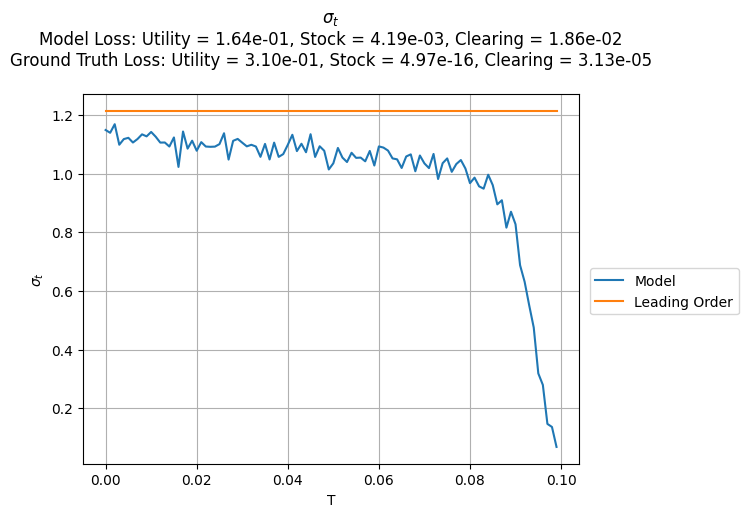 σ_t
Model Loss: Utility = 1.64e-01, Stock = 4.19e-03, Clearing = 1.86e-02
Ground Truth Loss: Utility = 3.10e-01, Stock = 4.97e-16, Clearing = 3.13e-05
1.2
1.0
0.8
0.6
0.4
0.2
σ_t
Model
Leading Order
0.00 0.02 0.04 0.06 0.08 0.10
T